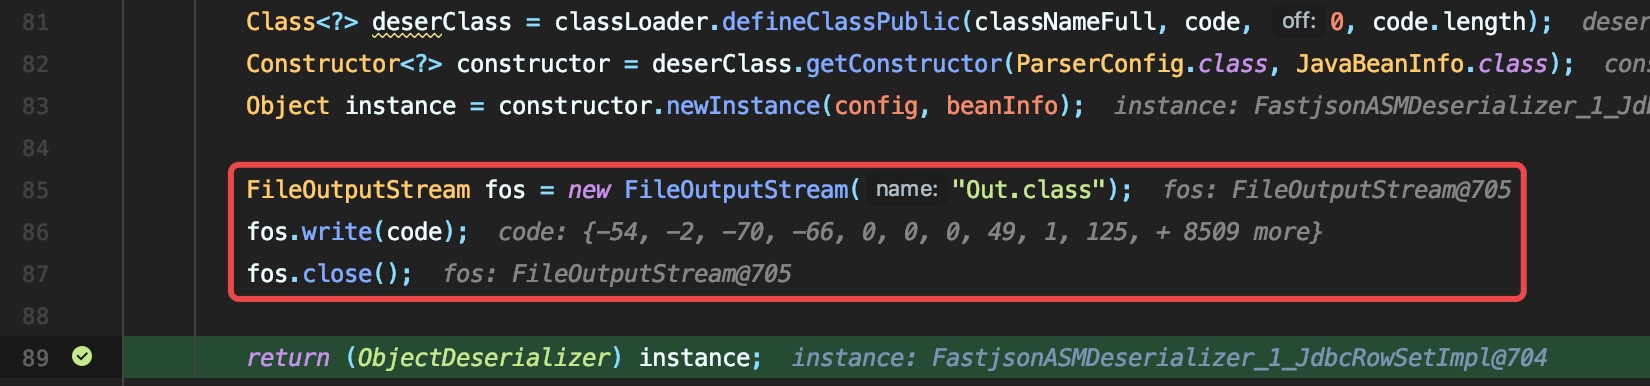 81 Class<?> deserClass = classLoader.defineClassPublic(classNameFull, code, off: 0, code.length); deser
82 Constructor<?> constructor = deserClass.getConstructor(ParserConfig.class, JavaBeanInfo.class); cons
83 Object instance = constructor.newInstance(config, beanInfo); instance: FastjsonASMDeserializer_1_Jdb
84
85 FileOutputStream fos = new FileOutputStream( name: "Out.class"); fos: FileOutputStream@705
86 fos.write(code); code: {-54, -2, -70, -66, 0, 0, 0, 49, 1, 125, + 8509 more}
87 fos.close(); fos: FileOutputStream@705
88
89 return (ObjectDeserializer) instance; instance: FastjsonASMDeserializer_1_JdbcRowSetImpl@704